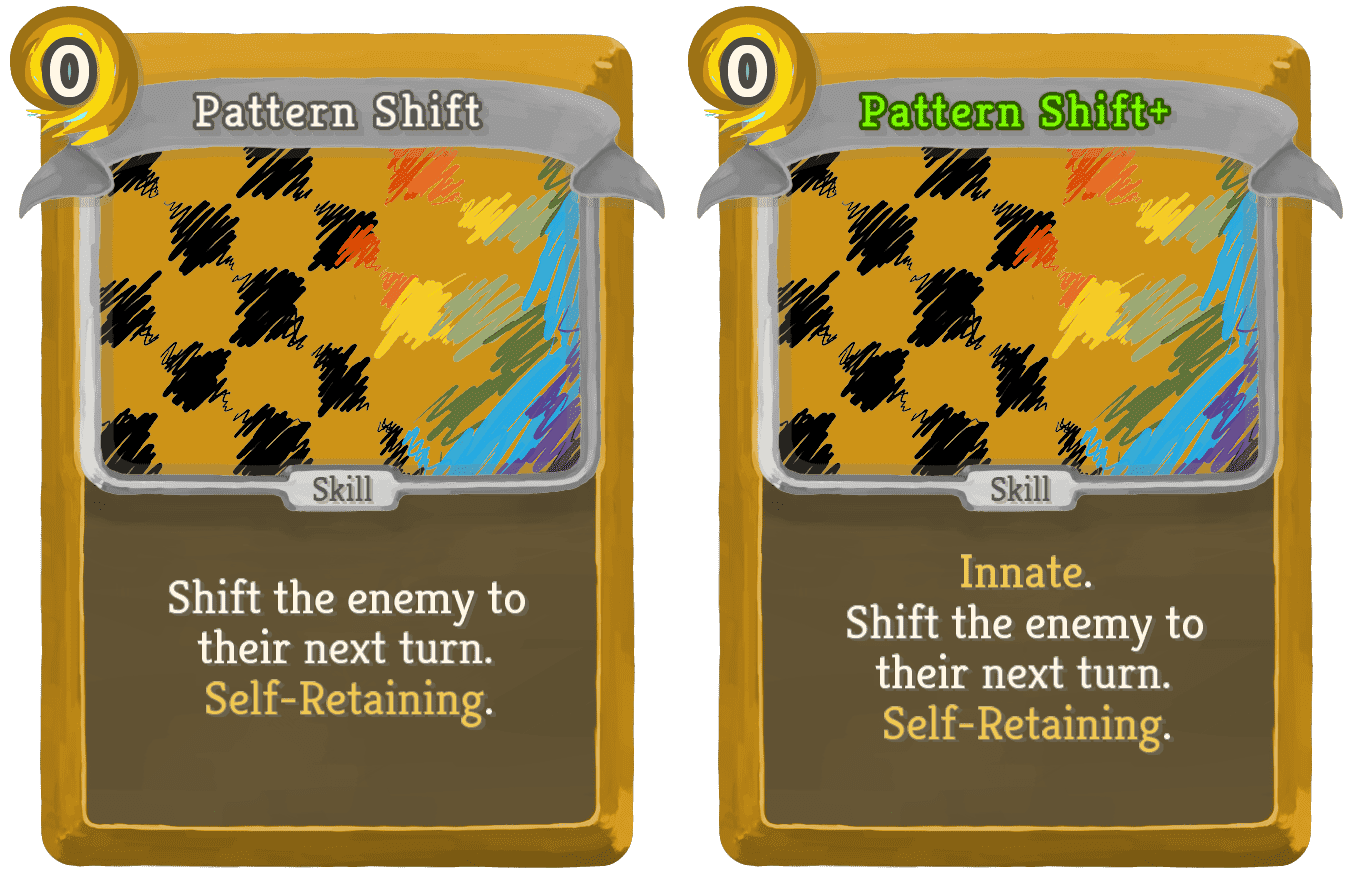 0
Pattern Shift
Skill
Shift the enemy to
their next turn.
Self-Retaining.
0
Pattern Shift+
Skill
Innate.
Shift the enemy to
their next turn.
Self-Retaining.